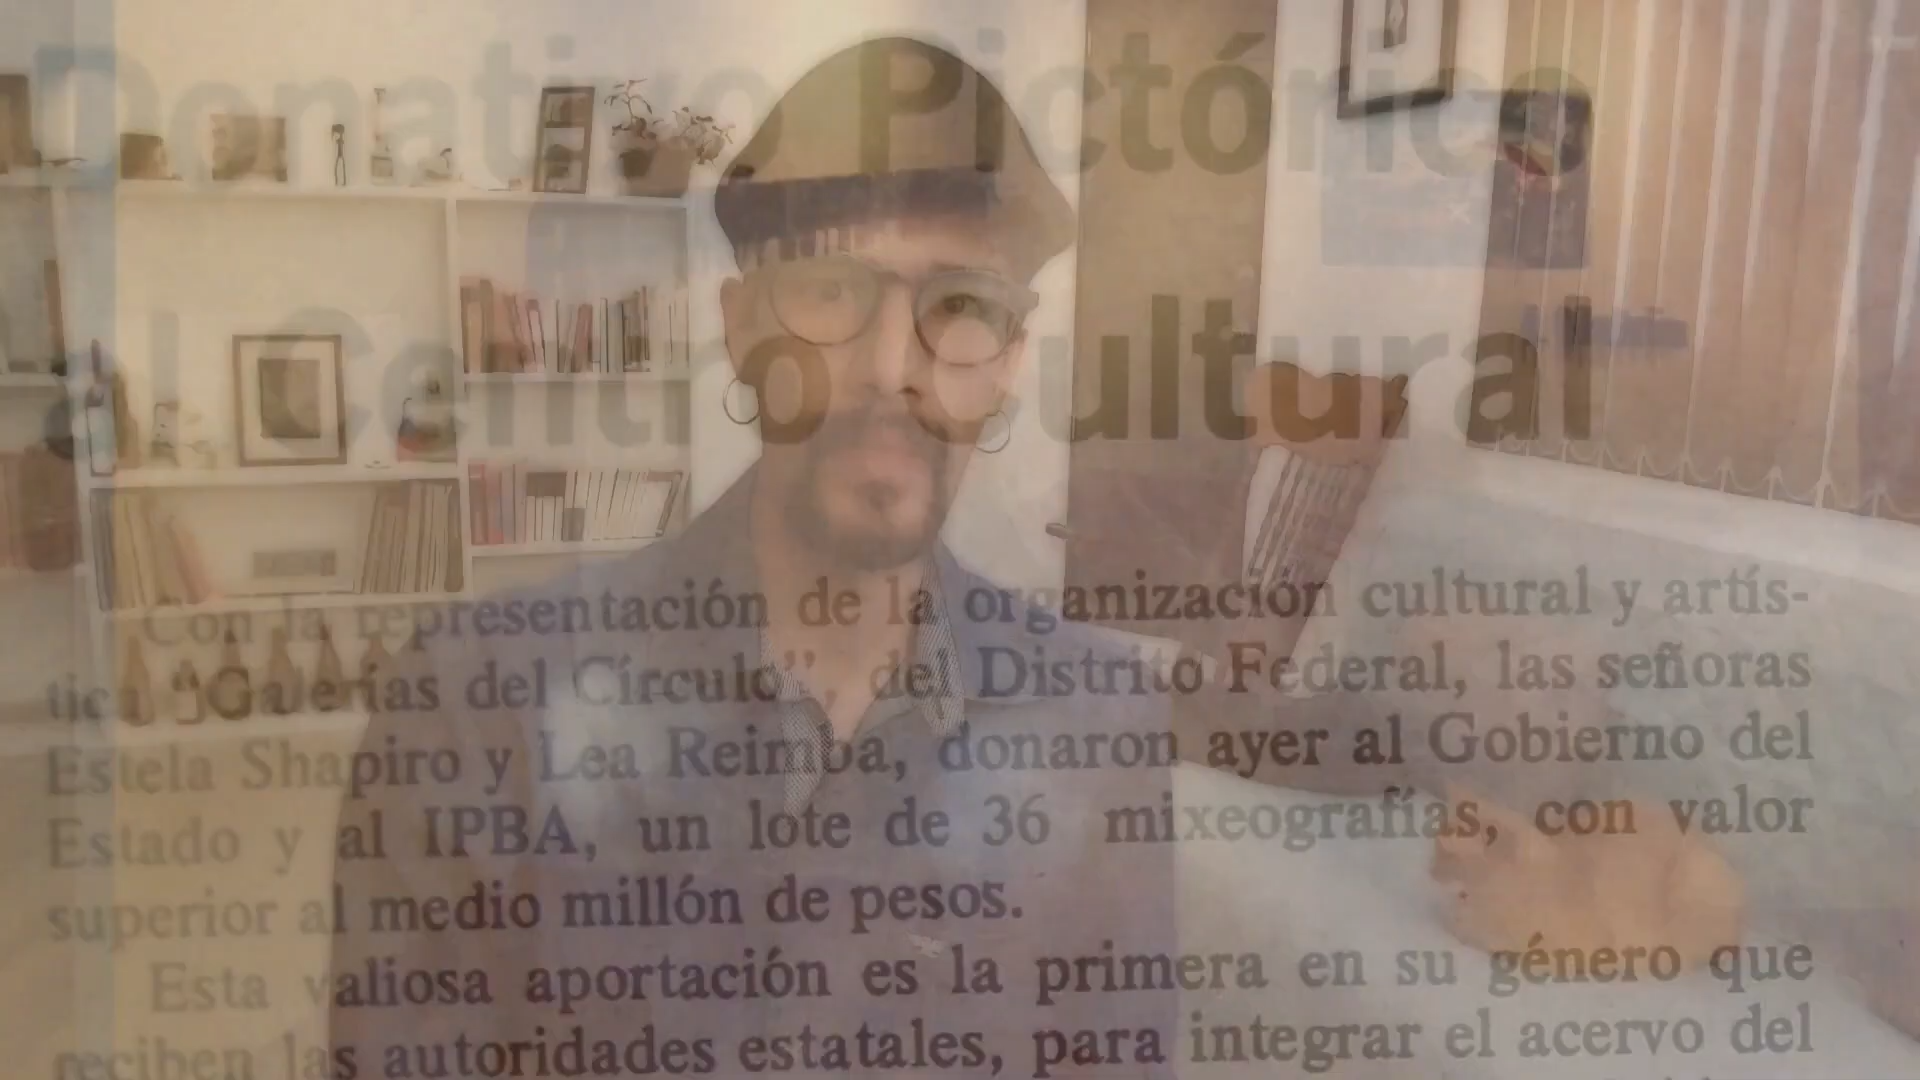 Donativo Pictórico
al Centro Cultural
Con la representación de la organización cultural y artís-
tica "Galerías del Círculo", del Distrito Federal, las señoras
Estela Shapiro y Lea Reimba, donaron ayer al Gobierno del
Estado y al IPBA, un lote de 36 mixeografías, con valor
superior al medio millón de pesos.
Esta valiosa aportación es la primera en su género que
reciben las autoridades estatales, para integrar el acervo del